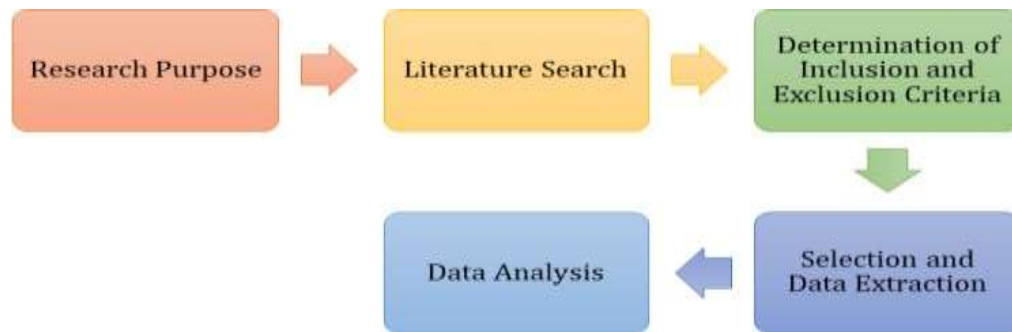 Research Purpose
Literature Search
Determination of
Inclusion and
Exclusion Criteria
Selection and
Data Extraction
Data Analysis